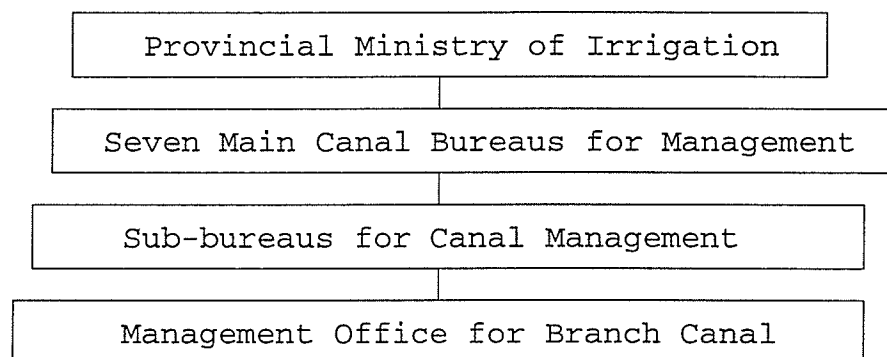 Provincial Ministry of Irrigation
Seven Main Canal Bureaus for Management
Sub-bureaus for Canal Management
Management Office for Branch Canal